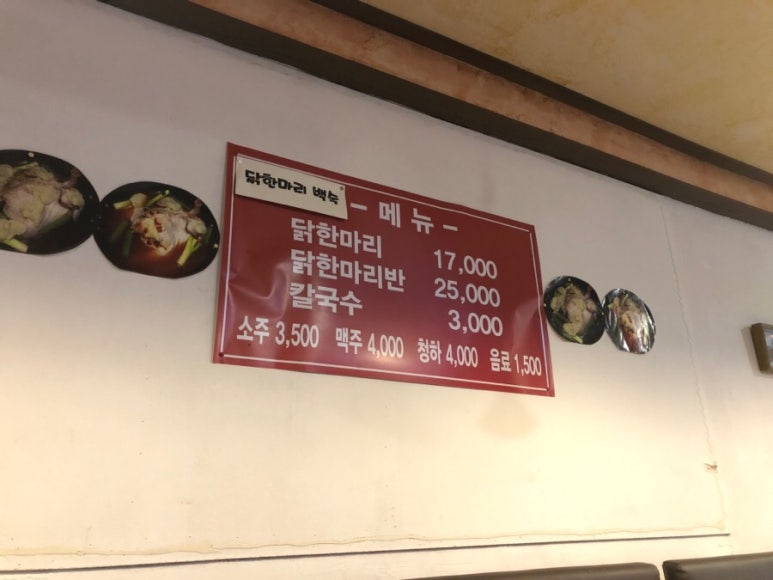 닭한마리 백숙
- 메 뉴 -
닭한마리 17,000
닭한마리반 25,000
칼국수 3,000
소주 3,500 맥주 4,000 청하 4,000 음료 1,500